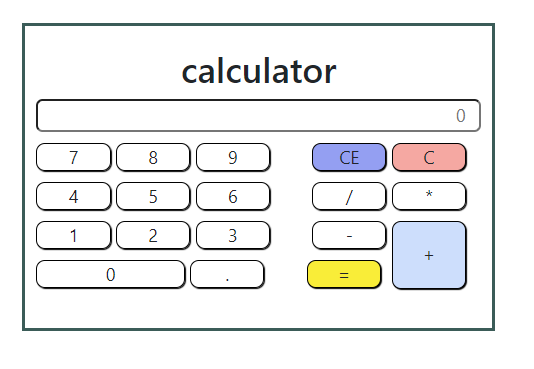 calculator
0
7 8 9 CE C
4 5 6 / *
1 2 3 - +
0 . =